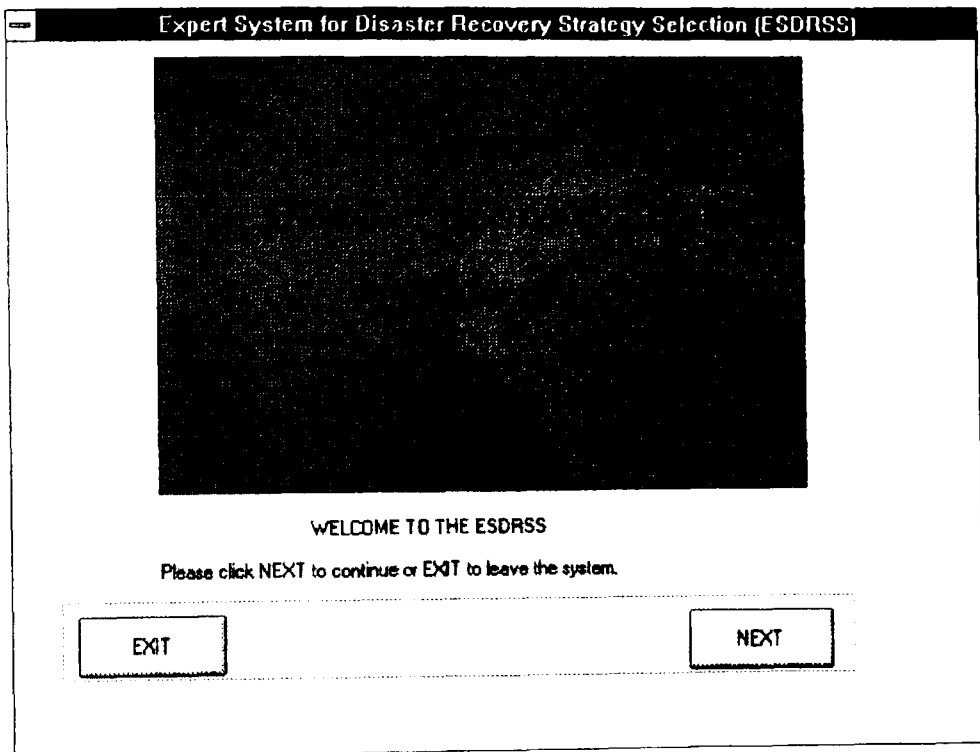 Expert System for Disaster Recovery Strategy Selection (ESDRSS)
WELCOME TO THE ESDRSS
Please click NEXT to continue or EXIT to leave the system.
EXIT
NEXT